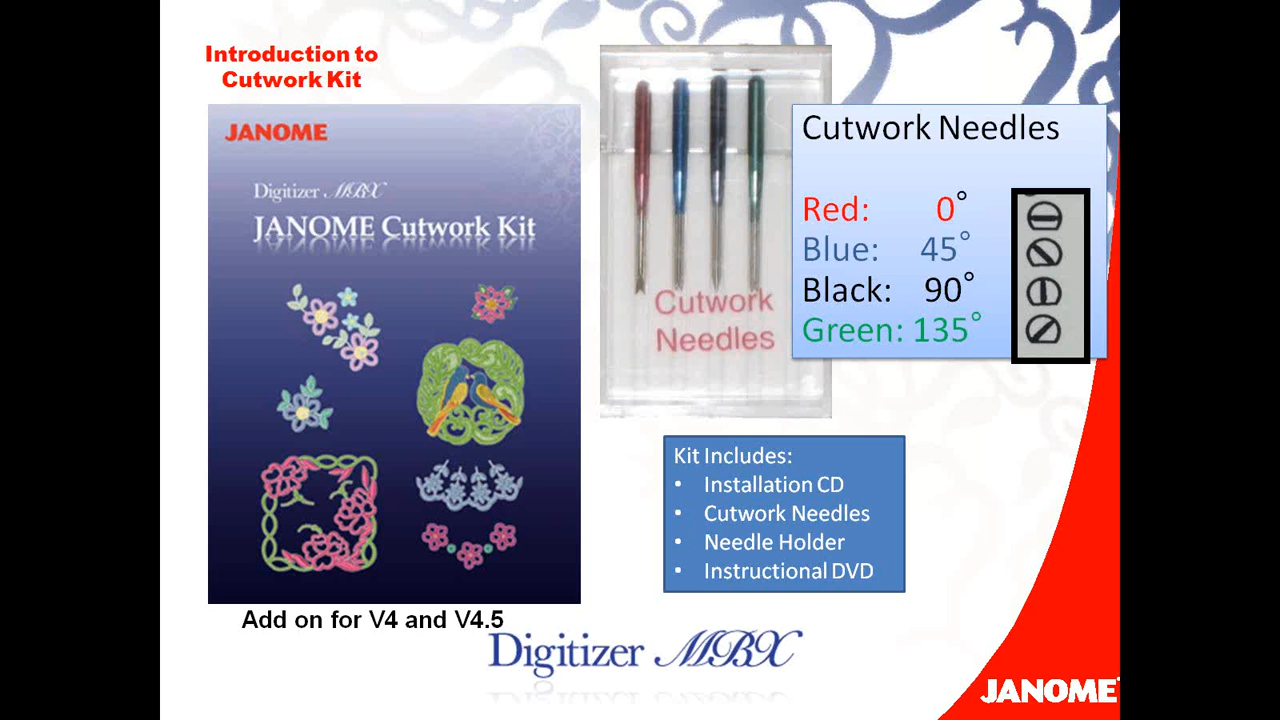 Introduction to
Cutwork Kit
JANOME
Digitizer MBX
JANOME Cutwork Kit
Add on for V4 and V4.5
Cutwork
Needles
Cutwork Needles
Red: 0°
Blue: 45°
Black: 90°
Green: 135°
Kit Includes:
• Installation CD
• Cutwork Needles
• Needle Holder
• Instructional DVD
Digitizer MBX
JANOME